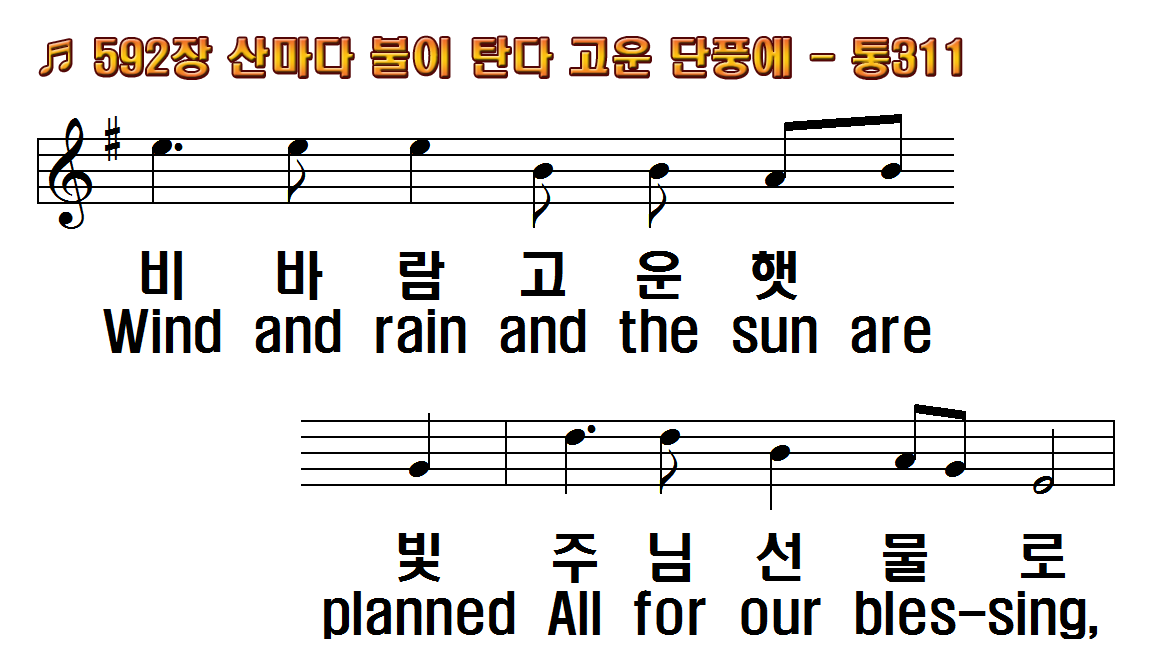 ♬ 592장 산마다 불이 탄다 고운 단풍에 - 통311
비 바 람 고 운 햇
Wind and rain and the sun are
빛 주 님 선 물 로
planned All for our bles-sing,